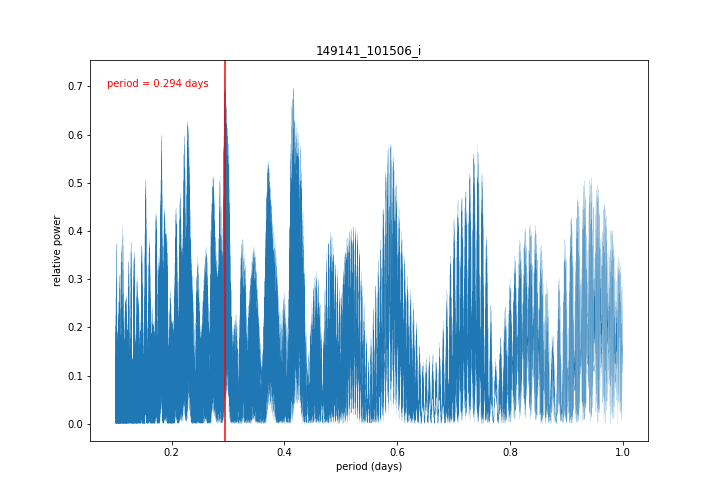 149141_101506_i
period = 0.294 days
relative power
0.7
0.6
0.5
0.4
0.3
0.2
0.1
0.0
0.2 0.4 0.6 0.8 1.0
period (days)